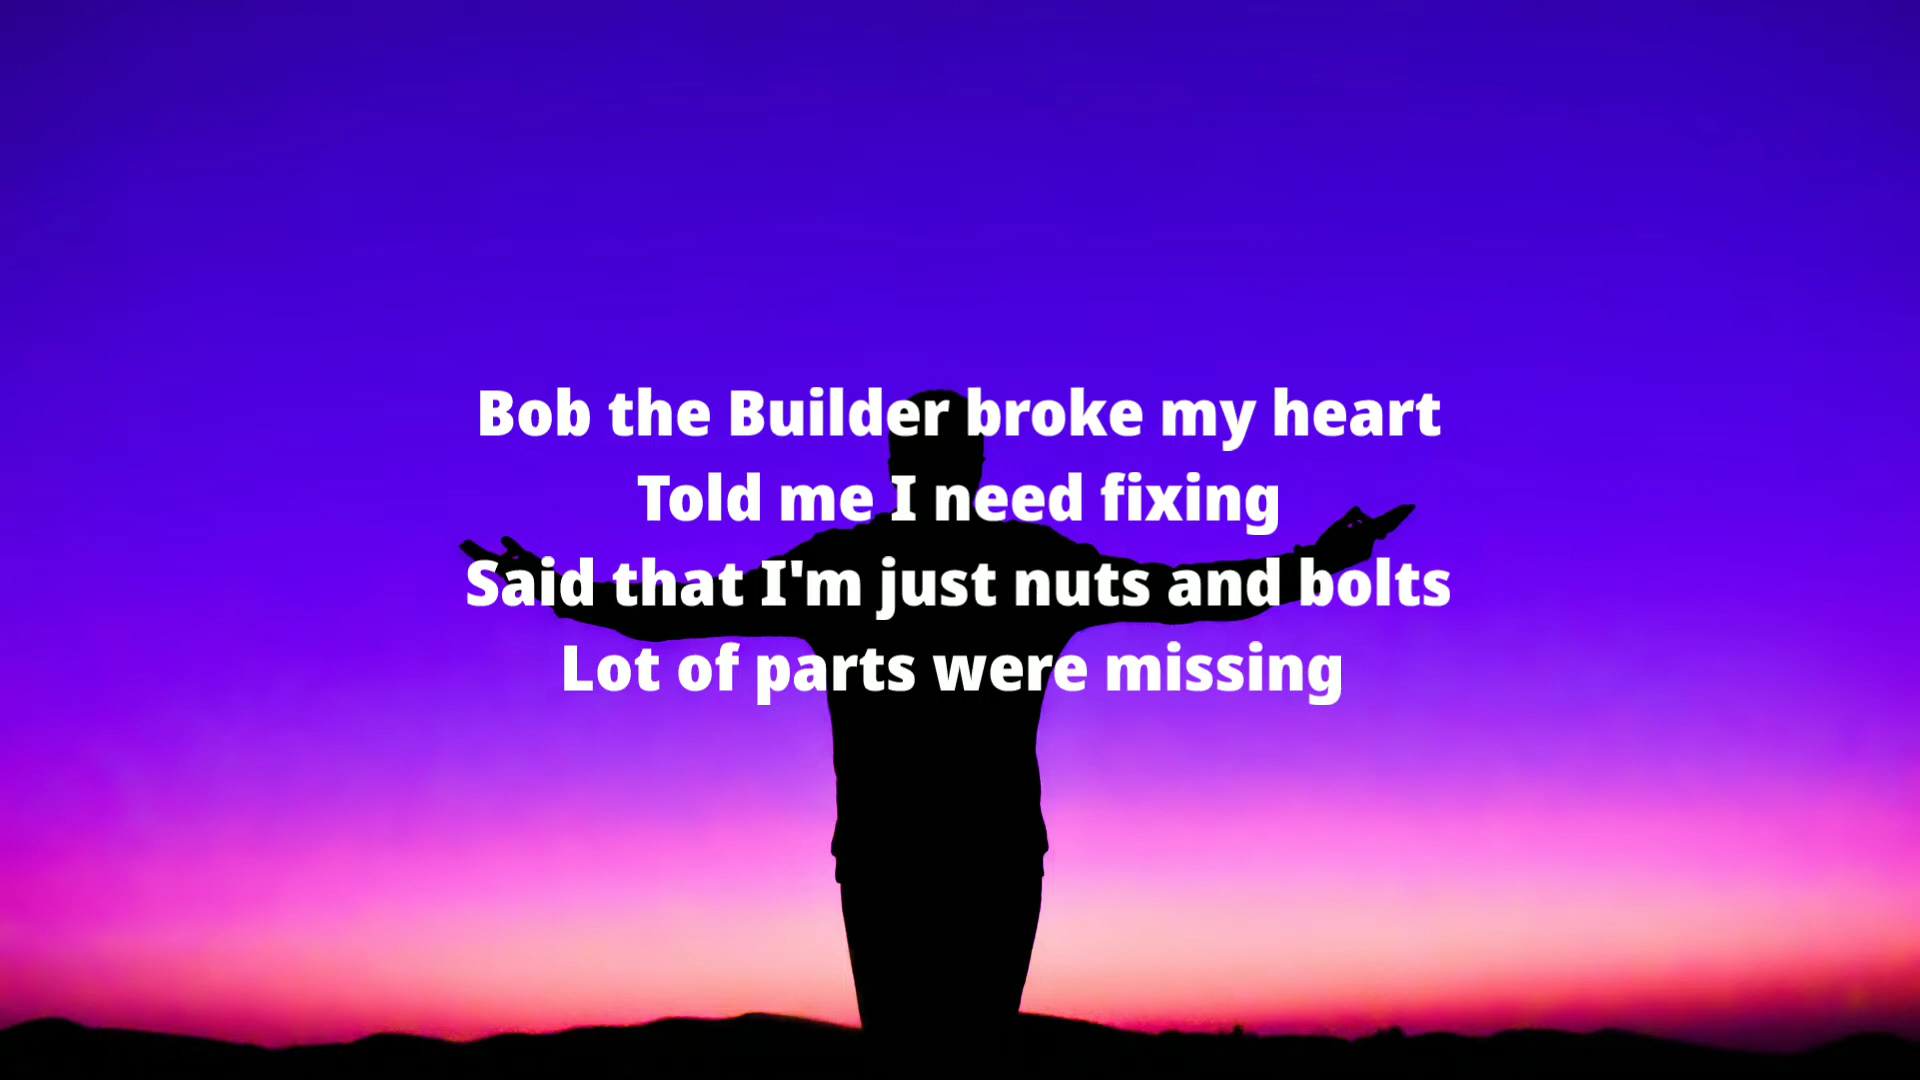 Bob the Builder broke my heart
Told me I need fixing
Said that I'm just nuts and bolts
Lot of parts were missing